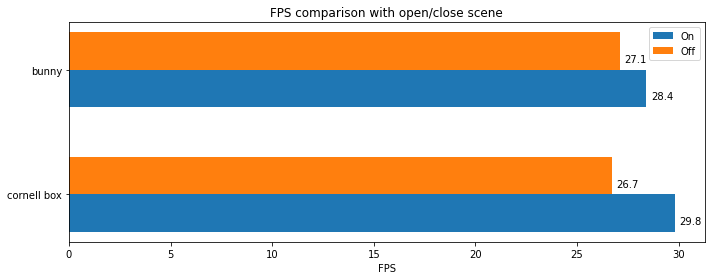 FPS comparison with open/close scene
On
Off
bunny
27.1
28.4
cornell box
26.7
29.8
0 5 10 15 20 25 30
FPS